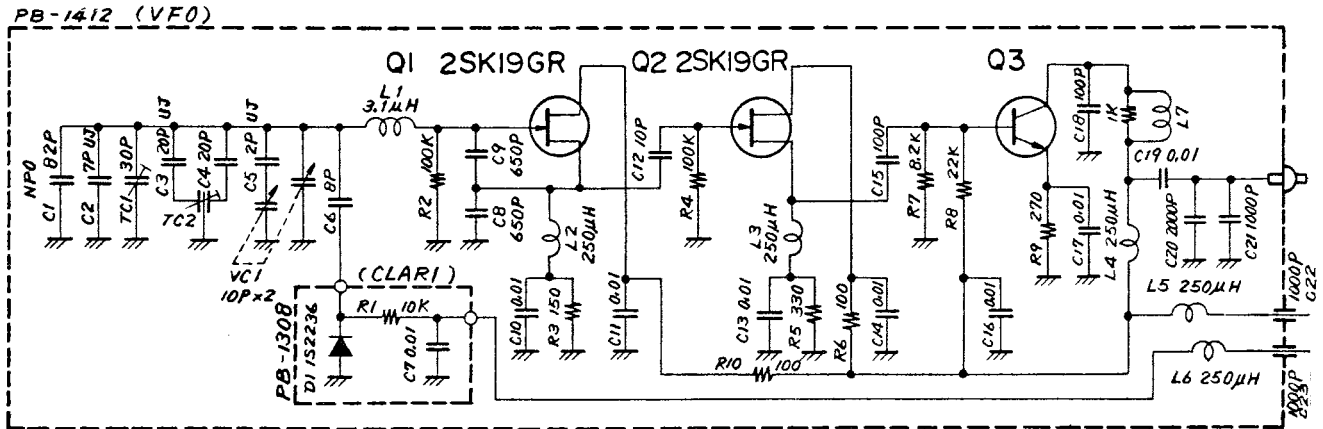 PB-1412 (VFO)
Q1 2SK19GR
Q2 2SK19GR
Q3
L1
3.1μH
NPO
C1 82P
C2 7P UJ
TC1 30P
C3 20P UJ
C4 20P
TC2
C5 2P UJ
VC1
10P×2
C6 8P
R2 100K
C9 650P
C8 650P
L2
250μH
C10 0.01
R3 150
C11 0.01
C12 10P
R4 100K
L3
250μH
C13 0.01
R5 330
R6 100
C14 0.01
C15 100P
R7 8.2K
R8 22K
C16 0.01
R9 270
C17 0.01
C18 100P
1K
L7
C19 0.01
L4 250μH
C20 2000P
C21 1000P
L5 250μH
1000P
C22
L6 250μH
1000P
C23
R10 100
(CLARI)
PB-1308
D1 1S2236
R1 10K
C7 0.01